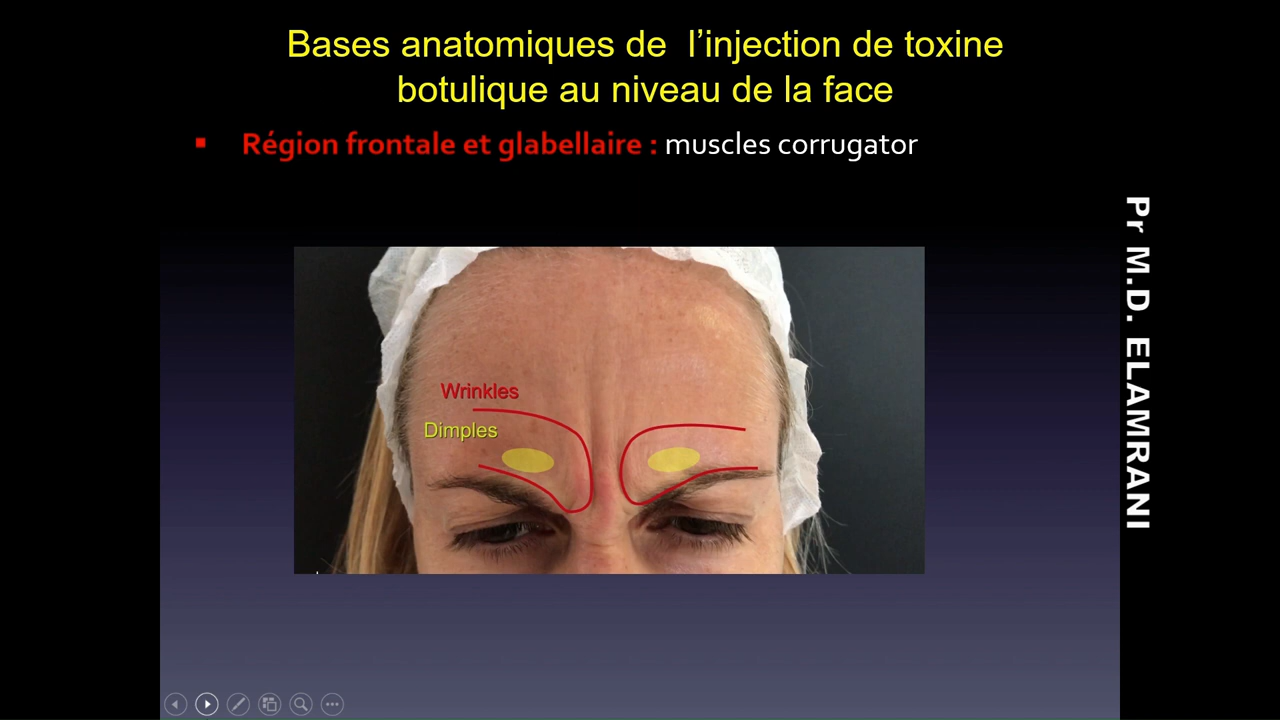 Bases anatomiques de  l’injection de toxine
botulique au niveau de la face
▪ Région frontale et glabellaire : muscles corrugator
Pr M.D. ELAMRANI
Wrinkles
Dimples